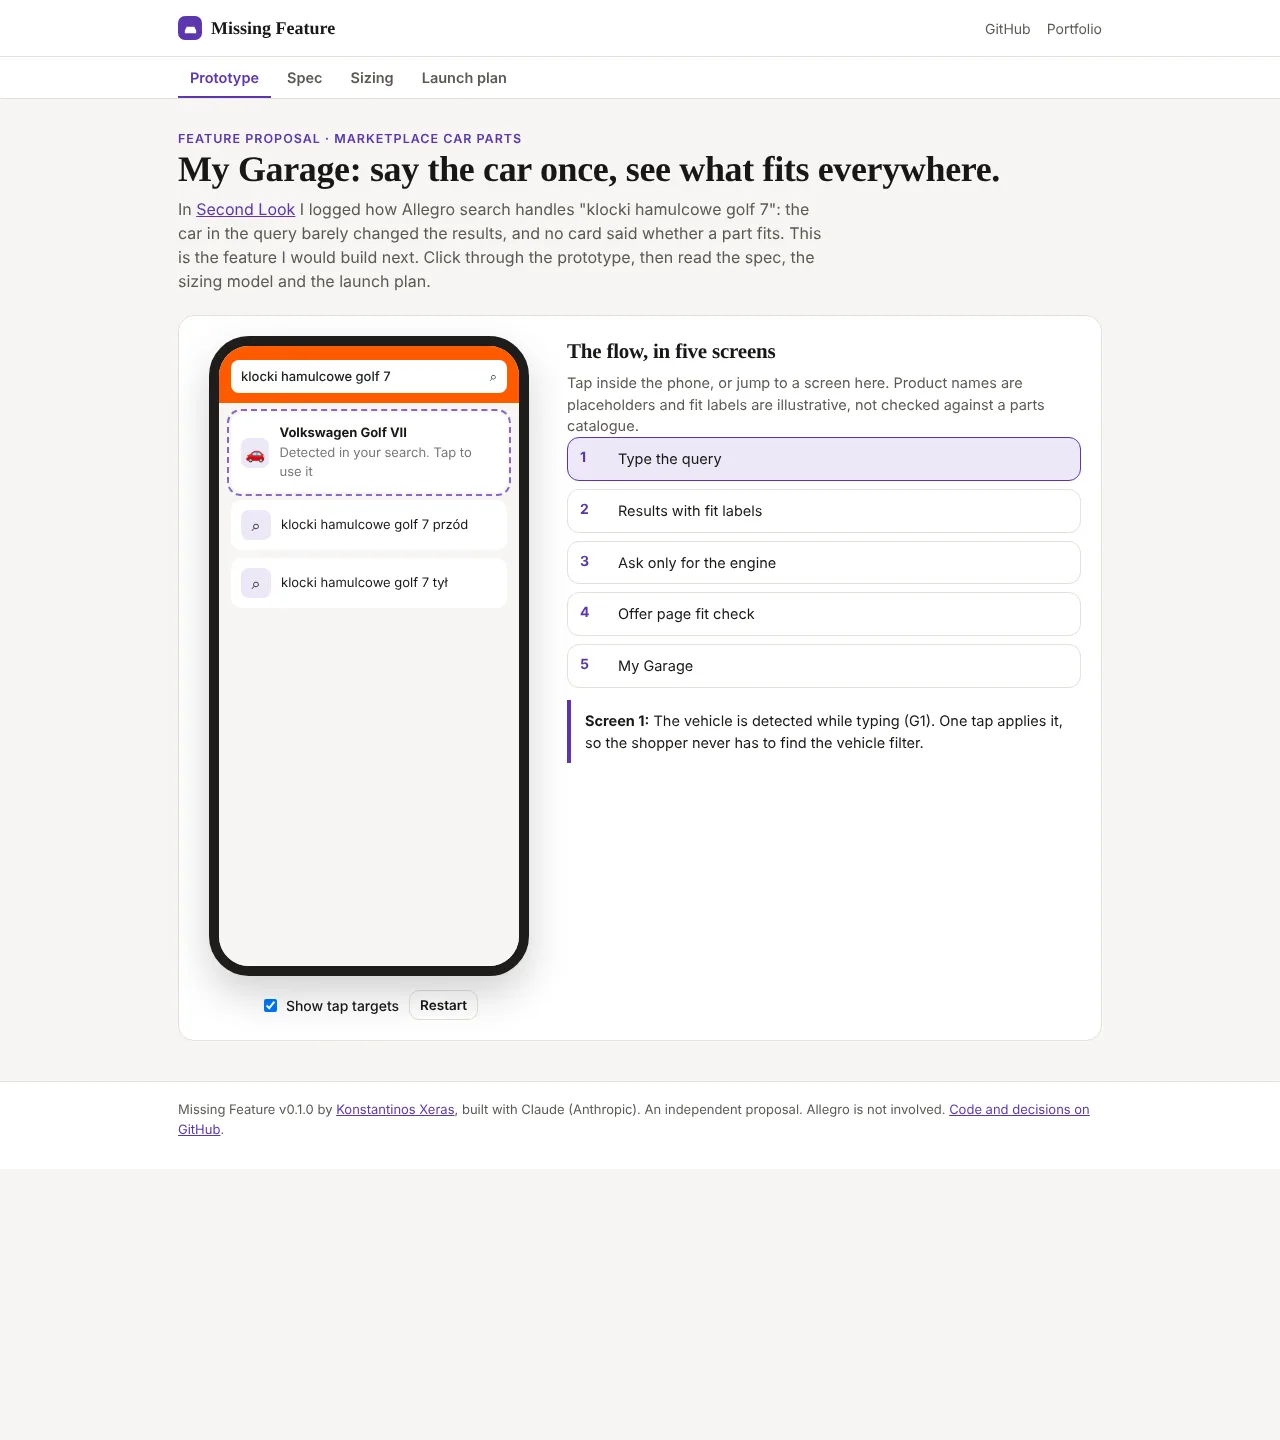 Missing Feature
GitHub Portfolio
Prototype Spec Sizing Launch plan
FEATURE PROPOSAL · MARKETPLACE CAR PARTS
My Garage: say the car once, see what fits everywhere.
In Second Look I logged how Allegro search handles "klocki hamulcowe golf 7": the
car in the query barely changed the results, and no card said whether a part fits. This
is the feature I would build next. Click through the prototype, then read the spec, the
sizing model and the launch plan.
klocki hamulcowe golf 7
Volkswagen Golf VII
Detected in your search. Tap to
use it
klocki hamulcowe golf 7 przód
klocki hamulcowe golf 7 tył
Show tap targets Restart
The flow, in five screens
Tap inside the phone, or jump to a screen here. Product names are
placeholders and fit labels are illustrative, not checked against a parts
catalogue.
1 Type the query
2 Results with fit labels
3 Ask only for the engine
4 Offer page fit check
5 My Garage
Screen 1: The vehicle is detected while typing (G1). One tap applies it,
so the shopper never has to find the vehicle filter.
Missing Feature v0.1.0 by Konstantinos Xeras, built with Claude (Anthropic). An independent proposal. Allegro is not involved. Code and decisions on
GitHub.